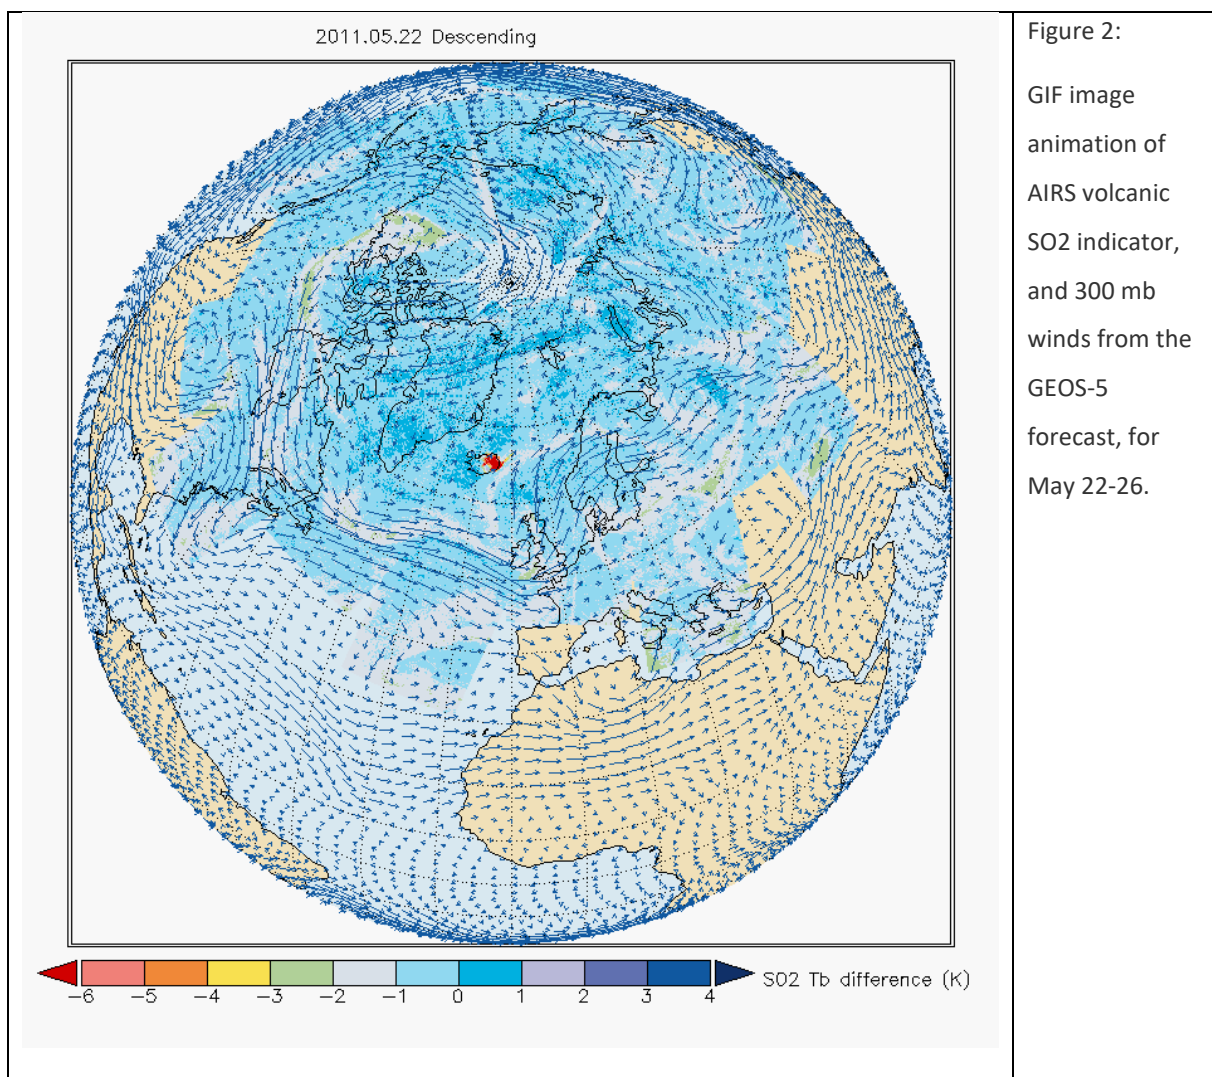 2011.05.22 Descending
−6 −5 −4 −3 −2 −1 0 1 2 3 4
SO2 Tb difference (K)
Figure 2:
GIF image
animation of
AIRS volcanic
SO2 indicator,
and 300 mb
winds from the
GEOS-5
forecast, for
May 22-26.